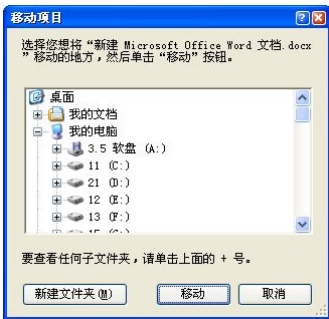 移动项目
选择您想将“新建 Microsoft Office Word 文档.docx
”移动的地方，然后单击“移动”按钮。
桌面
我的文档
我的电脑
3.5 软盘 (A:)
11 (C:)
21 (D:)
12 (E:)
13 (F:)
要查看任何子文件夹，请单击上面的 + 号。
新建文件夹(M)
移动
取消